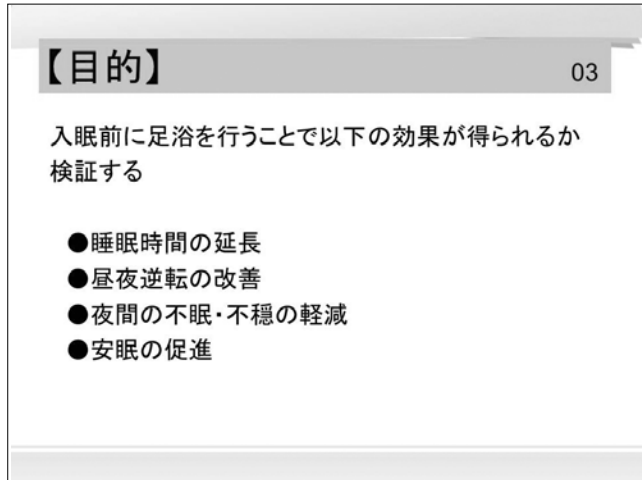 【目的】
03
入眠前に足浴を行うことで以下の効果が得られるか
検証する
●睡眠時間の延長
●昼夜逆転の改善
●夜間の不眠・不穏の軽減
●安眠の促進